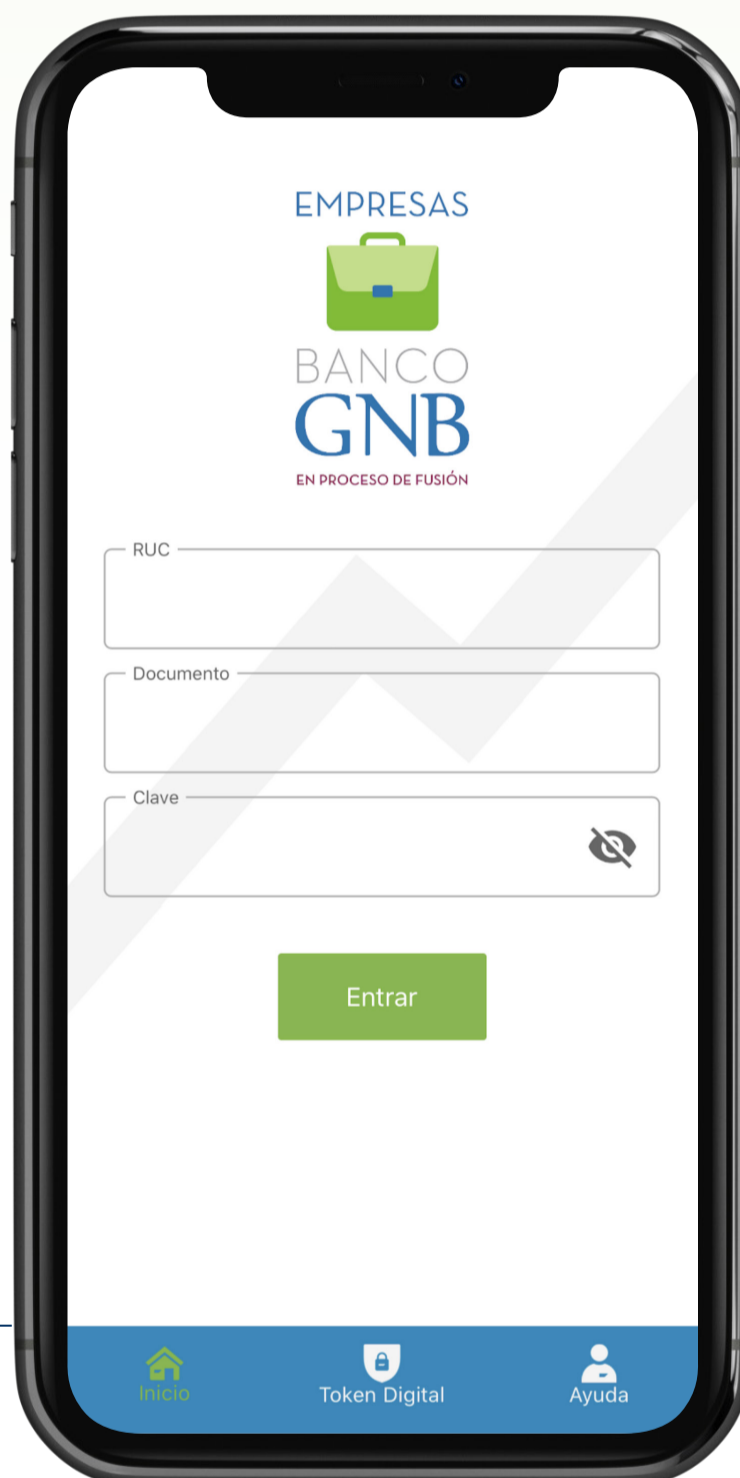 EMPRESAS
BANCO
GNB
EN PROCESO DE FUSIÓN
RUC
Documento
Clave
Entrar
Inicio
Token Digital
Ayuda